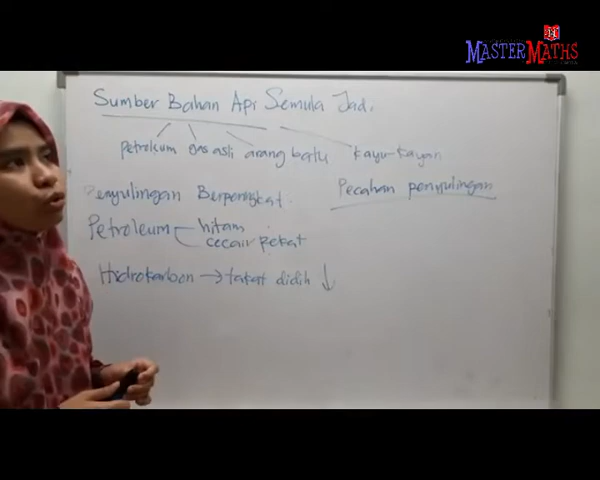 MASTER MATHS
Sumber Bahan Api Semula Jad.
Petroleum gas asli arang batu kayu-kayan
Penyulingan Berperingkat. Pecahan penyulingan
Petroleum hitam
cecair pekat
Hidrokarbon → takat didih ↓